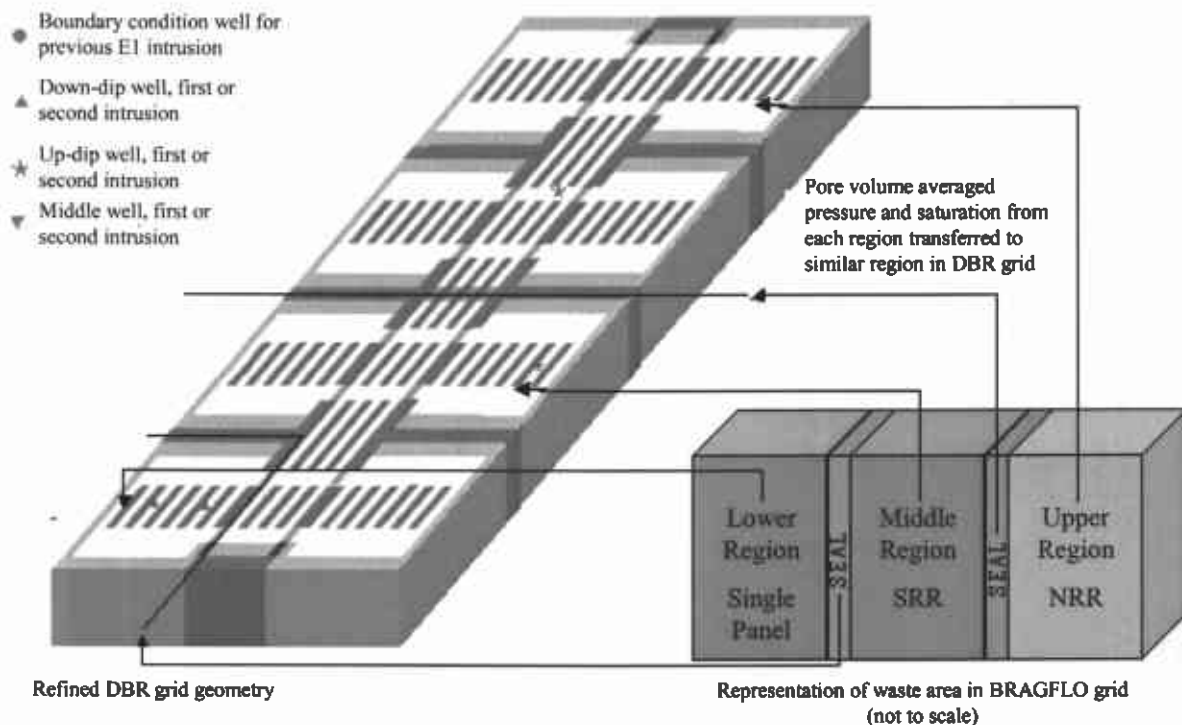 Boundary condition well for
previous E1 intrusion
Down-dip well, first or
second intrusion
Up-dip well, first or
second intrusion
Middle well, first or
second intrusion
Pore volume averaged
pressure and saturation from
each region transferred to
similar region in DBR grid
Lower
Region
Single
Panel
SEAL
Middle
Region
SRR
SEAL
Upper
Region
NRR
Refined DBR grid geometry
Representation of waste area in BRAGFLO grid
(not to scale)